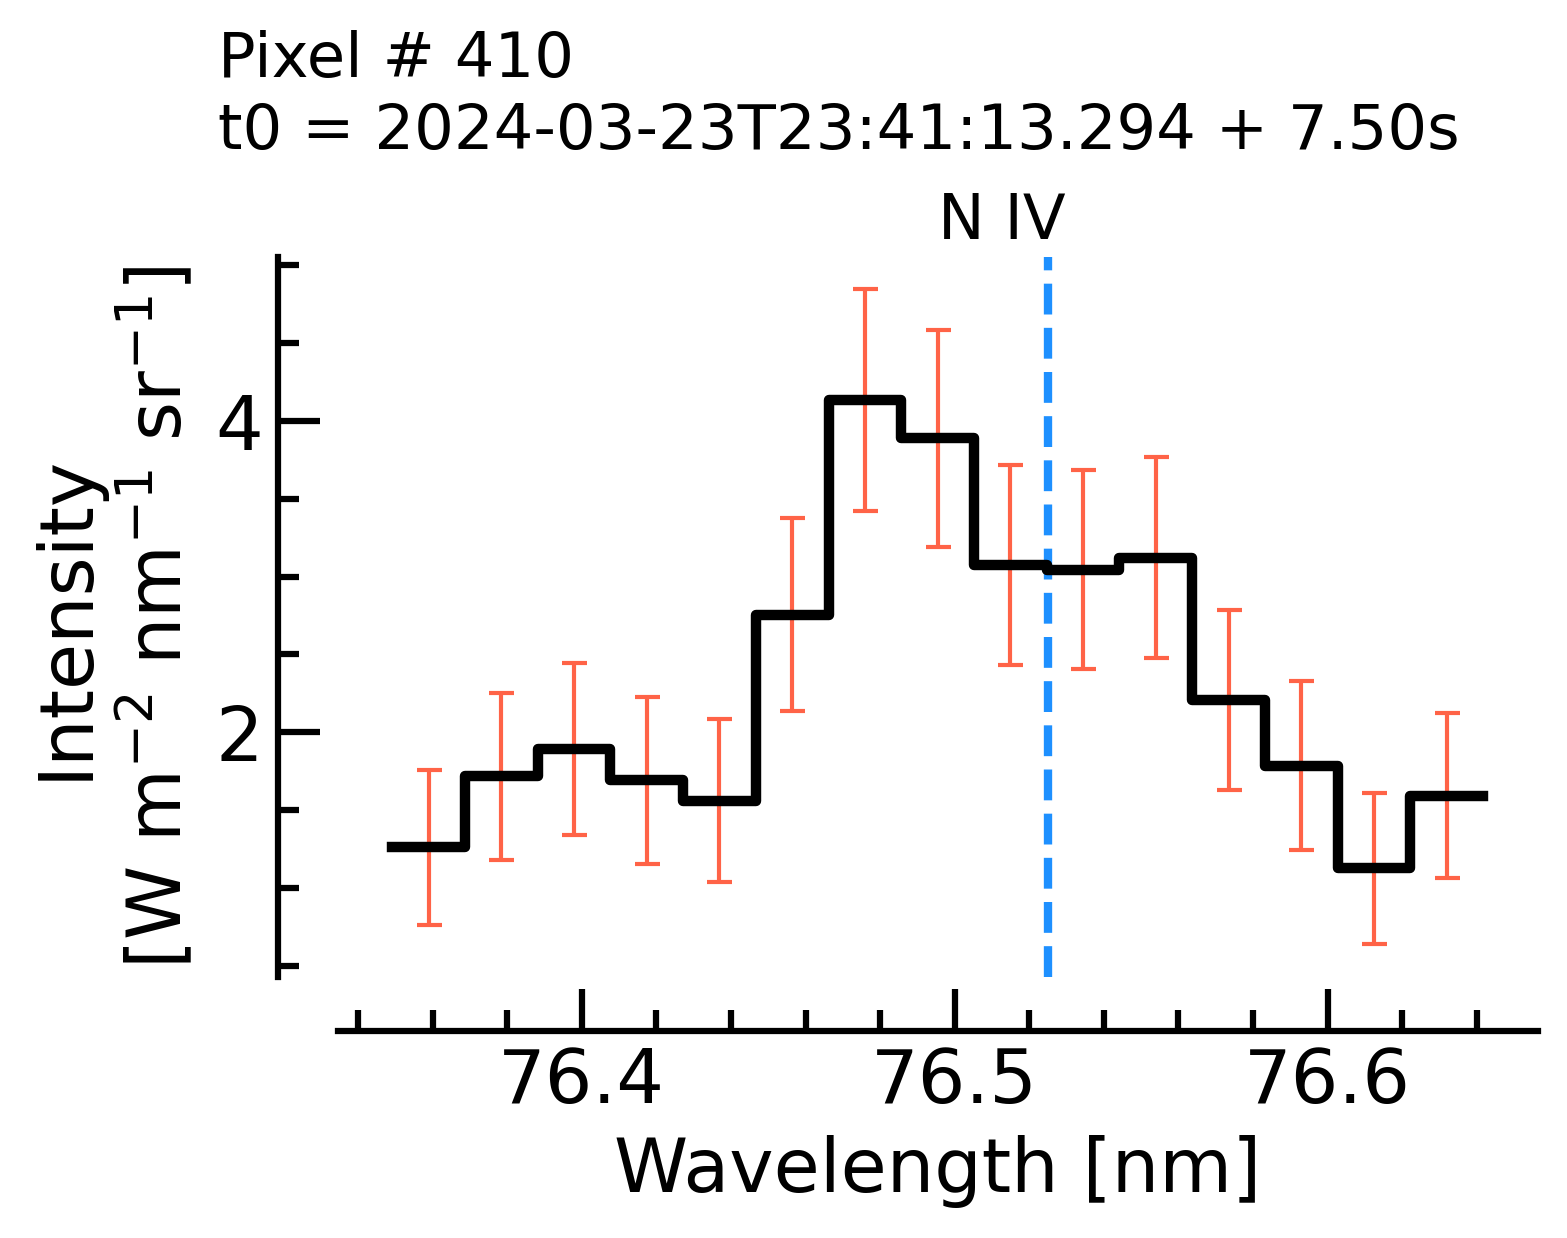 Pixel # 410
t0 = 2024-03-23T23:41:13.294 + 7.50s
N IV
Intensity
[W m⁻² nm⁻¹ sr⁻¹]
4
2
76.4 76.5 76.6
Wavelength [nm]